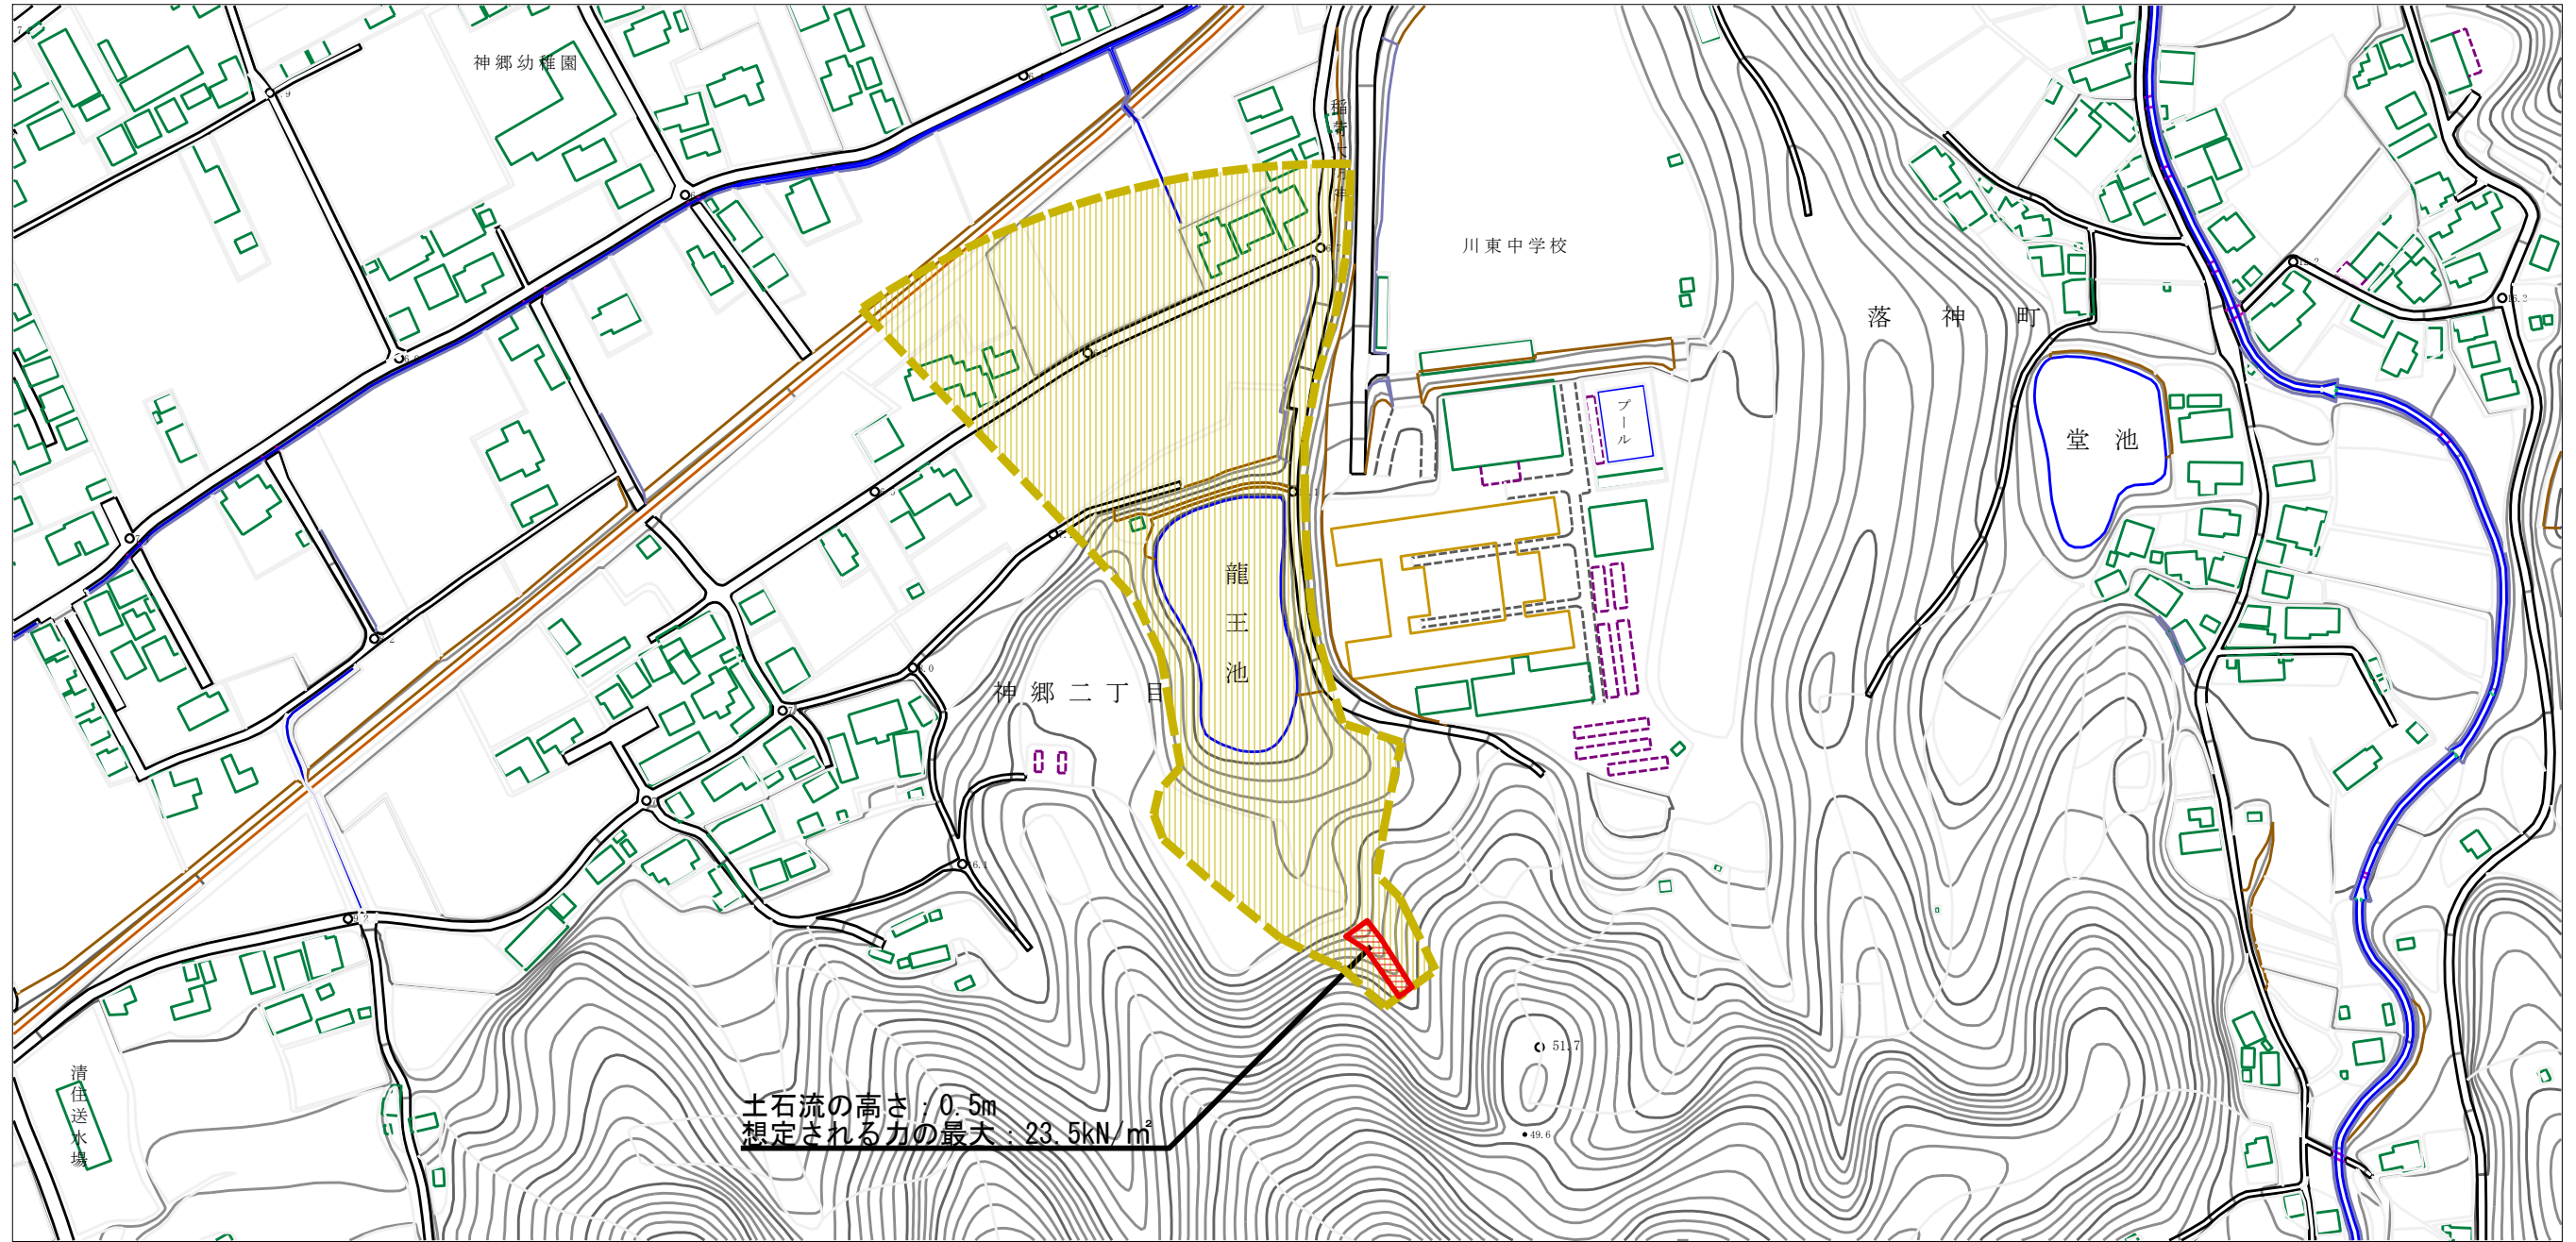 神郷幼稚園
川東中学校
落神町
プール
堂池
龍王池
神郷二丁目
清住送水場
51.7
49.6
土石流の高さ：0.5m
想定される力の最大：23.5kN/㎡